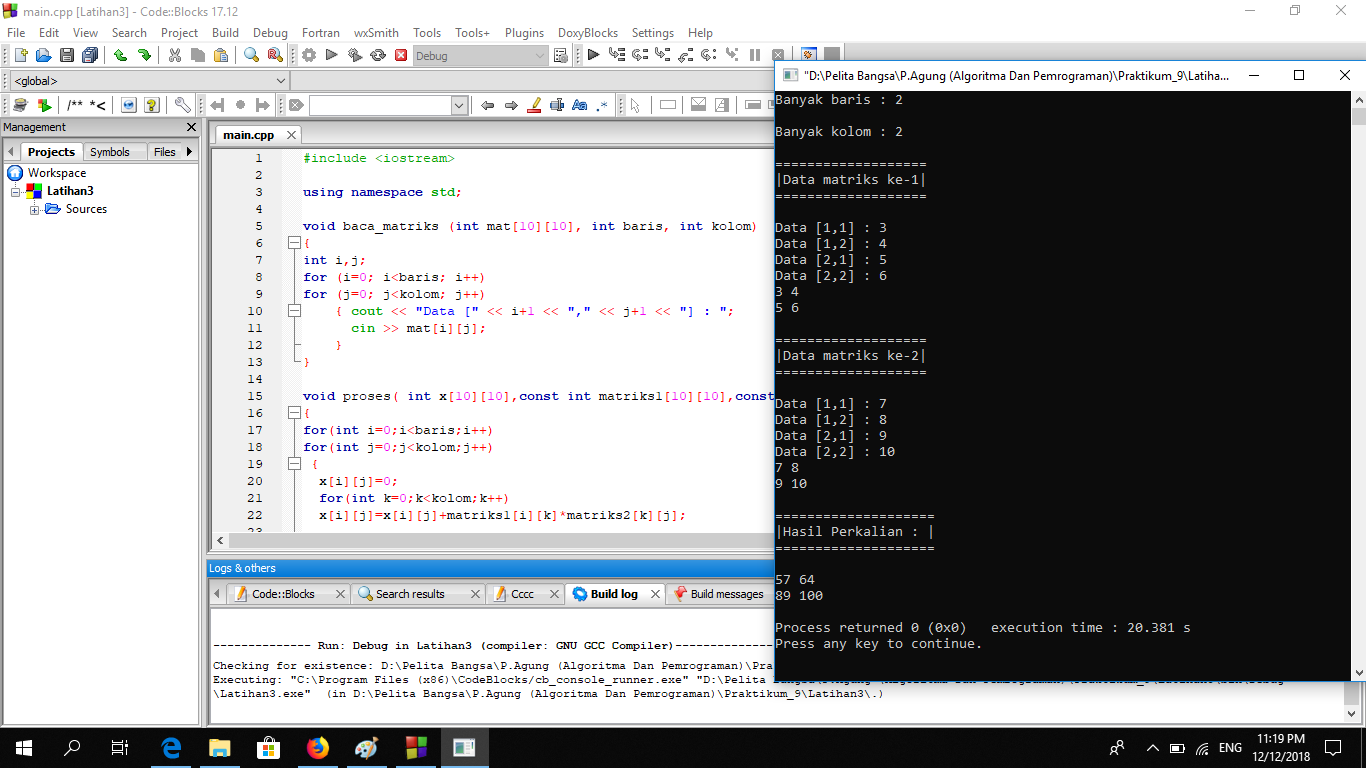 main.cpp [Latihan3] - Code::Blocks 17.12
File Edit View Search Project Build Debug Fortran wxSmith Tools Tools+ Plugins DoxyBlocks Settings Help
Debug
<global>
/** *<
Aa .*
Management
Projects Symbols Files
Workspace
Latihan3
Sources
main.cpp
1 #include <iostream>
2
3 using namespace std;
4
5 void baca_matriks (int mat[10][10], int baris, int kolom)
6 {
7 int i,j;
8 for (i=0; i<baris; i++)
9 for (j=0; j<kolom; j++)
10 { cout << "Data [" << i+1 << "," << j+1 << "] : ";
11 cin >> mat[i][j];
12 }
13 }
14
15 void proses( int x[10][10],const int matriks1[10][10],const
16 {
17 for(int i=0;i<baris;i++)
18 for(int j=0;j<kolom;j++)
19 {
20 x[i][j]=0;
21 for(int k=0;k<kolom;k++)
22 x[i][j]=x[i][j]+matriks1[i][k]*matriks2[k][j];
Logs & others
Code::Blocks Search results Cccc Build log Build messages
-------------- Run: Debug in Latihan3 (compiler: GNU GCC Compiler)---------------
Checking for existence: D:\Pelita Bangsa\P.Agung (Algoritma Dan Pemrograman)\Pra
Executing: "C:\Program Files (x86)\CodeBlocks/cb_console_runner.exe" "D:\Pelita
\Latihan3.exe" (in D:\Pelita Bangsa\P.Agung (Algoritma Dan Pemrograman)\Praktikum_9\Latihan3\.)
"D:\Pelita Bangsa\P.Agung (Algoritma Dan Pemrograman)\Praktikum_9\Latiha...
Banyak baris : 2
Banyak kolom : 2
===================
|Data matriks ke-1|
===================
Data [1,1] : 3
Data [1,2] : 4
Data [2,1] : 5
Data [2,2] : 6
3 4
5 6
===================
|Data matriks ke-2|
===================
Data [1,1] : 7
Data [1,2] : 8
Data [2,1] : 9
Data [2,2] : 10
7 8
9 10
====================
|Hasil Perkalian : |
====================
57 64
89 100
Process returned 0 (0x0) execution time : 20.381 s
Press any key to continue.
ENG
11:19 PM
12/12/2018